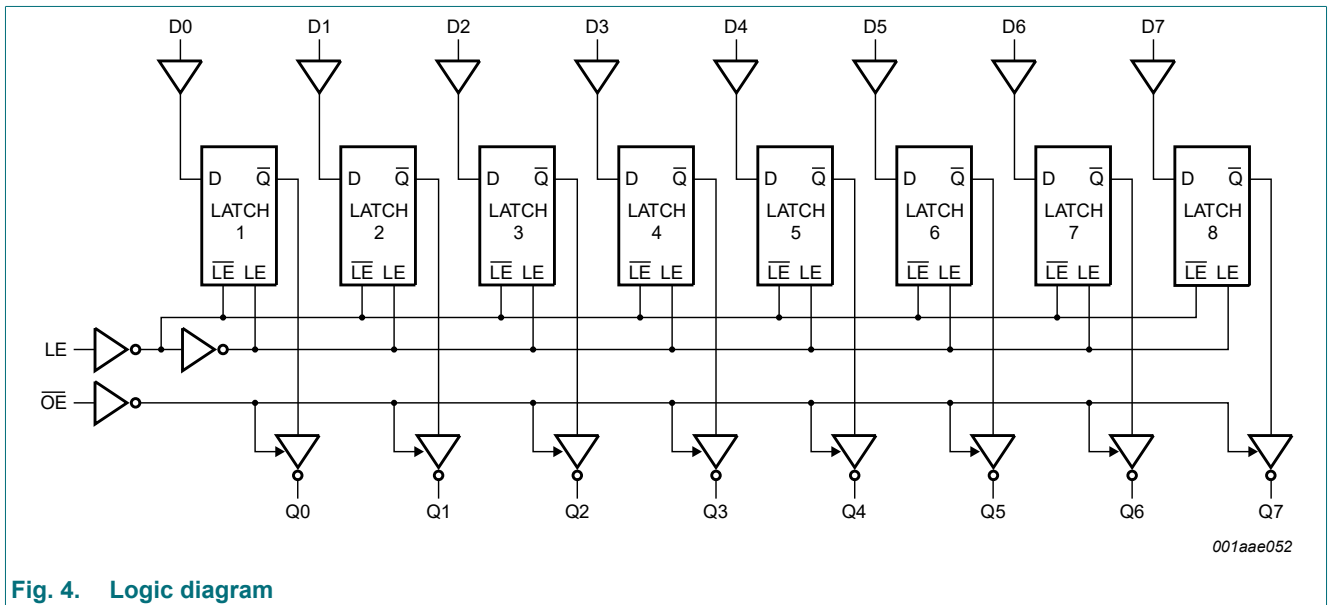 D0 D1 D2 D3 D4 D5 D6 D7
D Q̅ D Q̅ D Q̅ D Q̅ D Q̅ D Q̅ D Q̅ D Q̅
LATCH LATCH LATCH LATCH LATCH LATCH LATCH LATCH
1 2 3 4 5 6 7 8
L̅E̅ LE L̅E̅ LE L̅E̅ LE L̅E̅ LE L̅E̅ LE L̅E̅ LE L̅E̅ LE L̅E̅ LE
LE
O̅E̅
Q0 Q1 Q2 Q3 Q4 Q5 Q6 Q7
001aae052
Fig. 4. Logic diagram